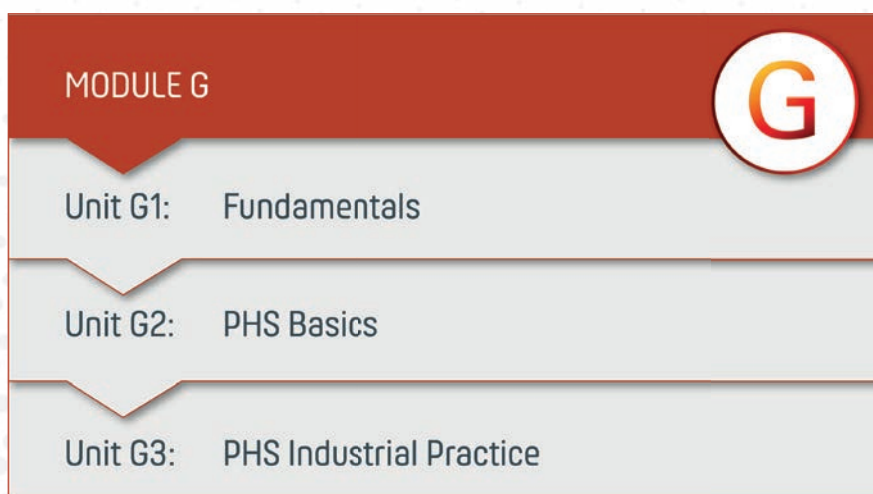 MODULE G
G
Unit G1: Fundamentals
Unit G2: PHS Basics
Unit G3: PHS Industrial Practice